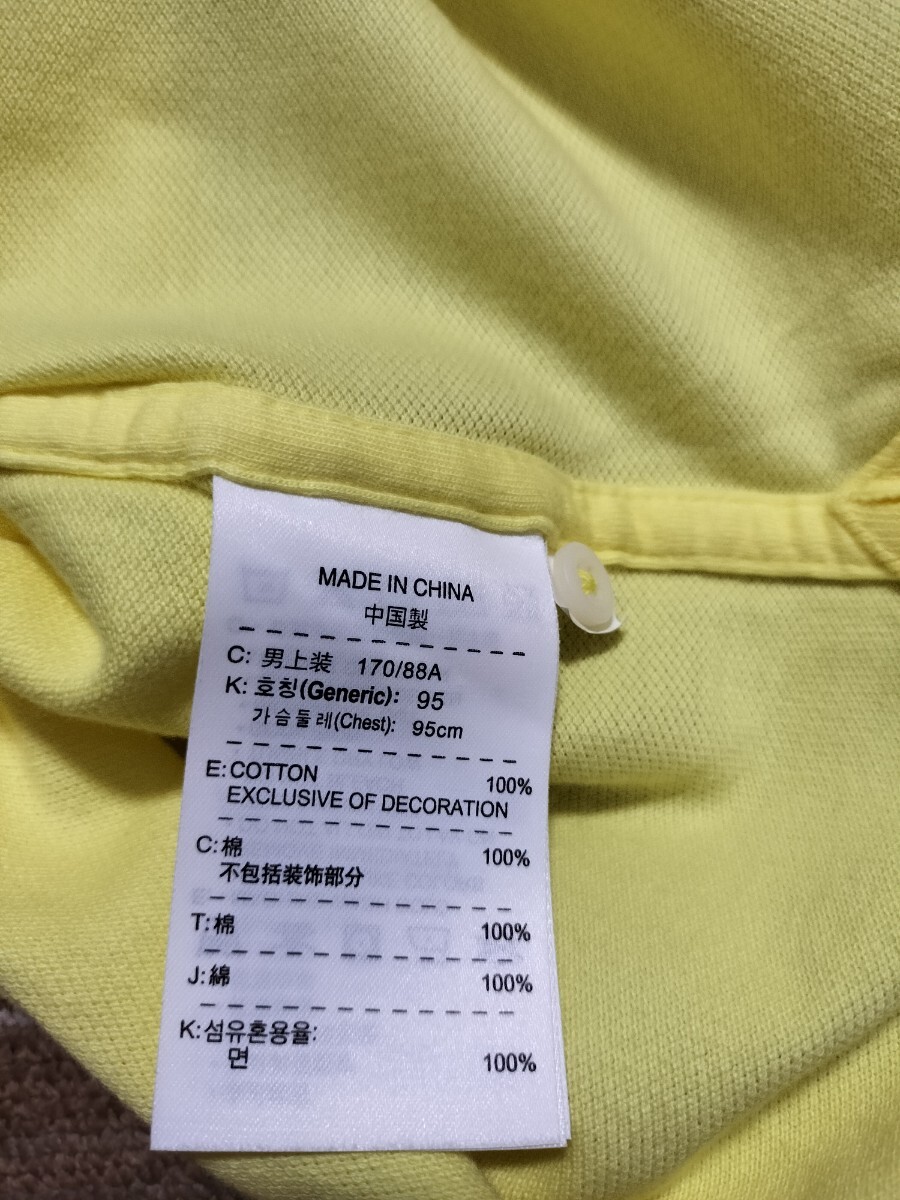 MADE IN CHINA
中国製
C: 男上装 170/88A
K: 호칭(Generic): 95
가슴둘레(Chest): 95cm
E: COTTON 100%
EXCLUSIVE OF DECORATION
C: 棉 100%
不包括装饰部分
T: 棉 100%
J: 綿 100%
K: 섬유혼용율:
면 100%